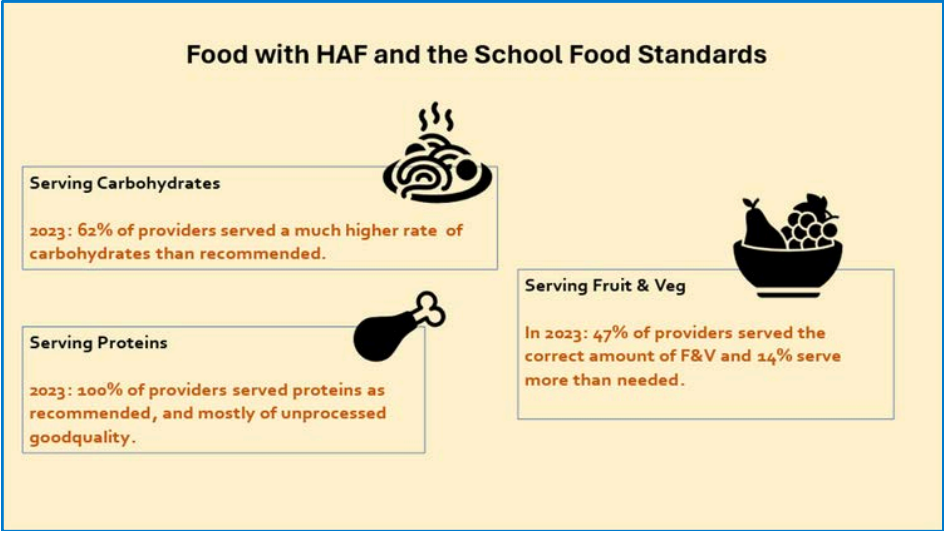 Food with HAF and the School Food Standards
Serving Carbohydrates
2023: 62% of providers served a much higher rate of
carbohydrates than recommended.
Serving Proteins
2023: 100% of providers served proteins as
recommended, and mostly of unprocessed
goodquality.
Serving Fruit & Veg
In 2023: 47% of providers served the
correct amount of F&V and 14% serve
more than needed.